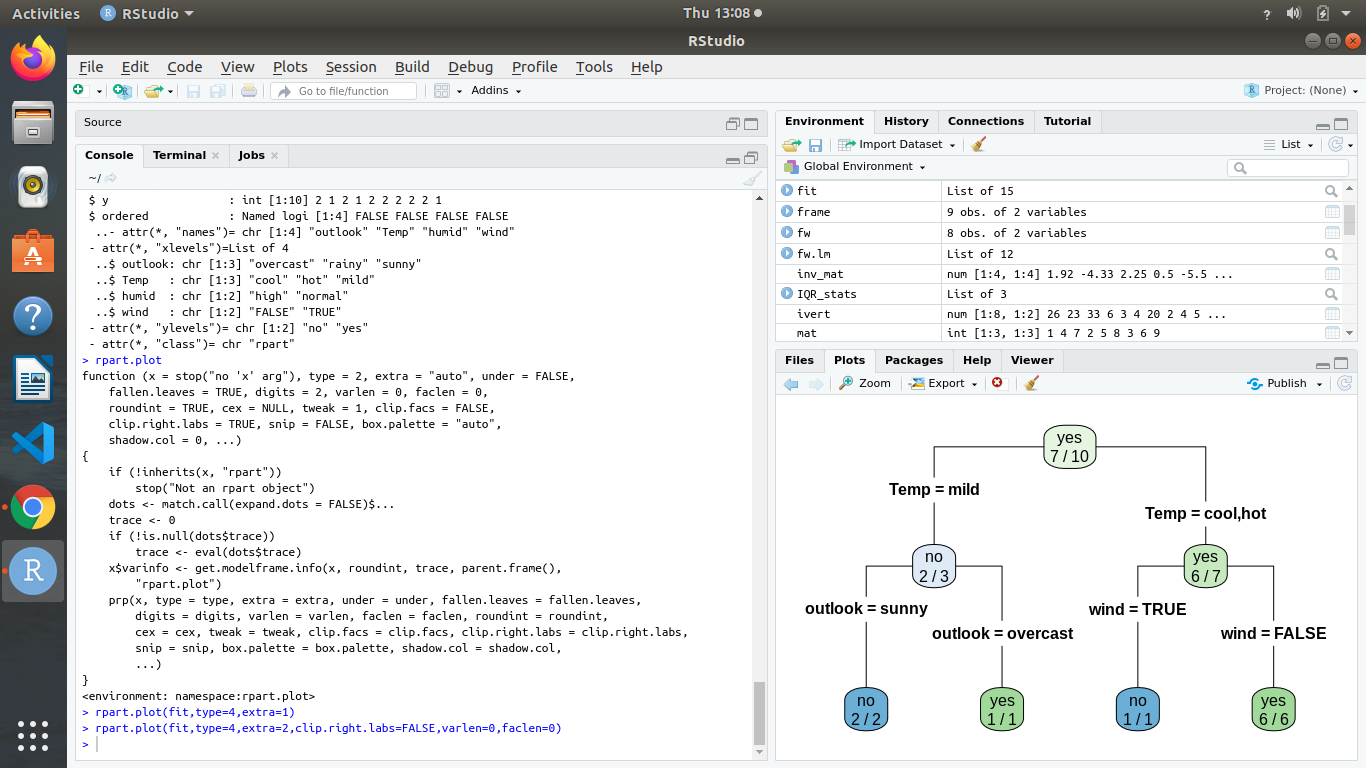 Activities RStudio Thu 13:08 ?
RStudio
File Edit Code View Plots Session Build Debug Profile Tools Help
Go to file/function Addins Project: (None)
Source
Console Terminal Jobs
~/
$ y : int [1:10] 2 1 2 1 2 2 2 2 2 1
$ ordered : Named logi [1:4] FALSE FALSE FALSE FALSE
..- attr(*, "names")= chr [1:4] "outlook" "Temp" "humid" "wind"
- attr(*, "xlevels")=List of 4
..$ outlook: chr [1:3] "overcast" "rainy" "sunny"
..$ Temp : chr [1:3] "cool" "hot" "mild"
..$ humid : chr [1:2] "high" "normal"
..$ wind : chr [1:2] "FALSE" "TRUE"
- attr(*, "ylevels")= chr [1:2] "no" "yes"
- attr(*, "class")= chr "rpart"
> rpart.plot
function (x = stop("no 'x' arg"), type = 2, extra = "auto", under = FALSE,
fallen.leaves = TRUE, digits = 2, varlen = 0, faclen = 0,
roundint = TRUE, cex = NULL, tweak = 1, clip.facs = FALSE,
clip.right.labs = TRUE, snip = FALSE, box.palette = "auto",
shadow.col = 0, ...)
{
if (!inherits(x, "rpart"))
stop("Not an rpart object")
dots <- match.call(expand.dots = FALSE)$...
trace <- 0
if (!is.null(dots$trace))
trace <- eval(dots$trace)
x$varinfo <- get.modelframe.info(x, roundint, trace, parent.frame(),
"rpart.plot")
prp(x, type = type, extra = extra, under = under, fallen.leaves = fallen.leaves,
digits = digits, varlen = varlen, faclen = faclen, roundint = roundint,
cex = cex, tweak = tweak, clip.facs = clip.facs, clip.right.labs = clip.right.labs,
snip = snip, box.palette = box.palette, shadow.col = shadow.col,
...)
}
<environment: namespace:rpart.plot>
> rpart.plot(fit,type=4,extra=1)
> rpart.plot(fit,type=4,extra=2,clip.right.labs=FALSE,varlen=0,faclen=0)
>
Environment History Connections Tutorial
Import Dataset List
Global Environment
fit List of 15
frame 9 obs. of 2 variables
fw 8 obs. of 2 variables
fw.lm List of 12
inv_mat num [1:4, 1:4] 1.92 -4.33 2.25 0.5 -5.5 ...
IQR_stats List of 3
ivert num [1:8, 1:2] 26 23 33 6 3 4 20 2 4 5 ...
mat int [1:3, 1:3] 1 4 7 2 5 8 3 6 9
Files Plots Packages Help Viewer
Zoom Export Publish
yes
7 / 10
Temp = mild
Temp = cool,hot
no
2 / 3
yes
6 / 7
outlook = sunny
outlook = overcast
wind = TRUE
wind = FALSE
no
2 / 2
yes
1 / 1
no
1 / 1
yes
6 / 6